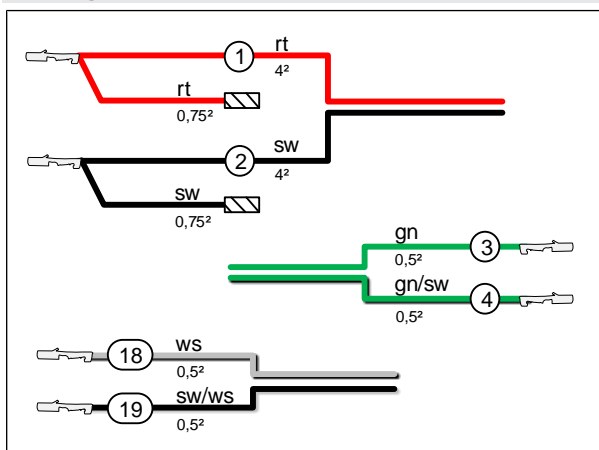 1
rt
4²
rt
0,75²
2
sw
4²
sw
0,75²
gn
3
0,5²
gn/sw
4
0,5²
18
ws
0,5²
19
sw/ws
0,5²